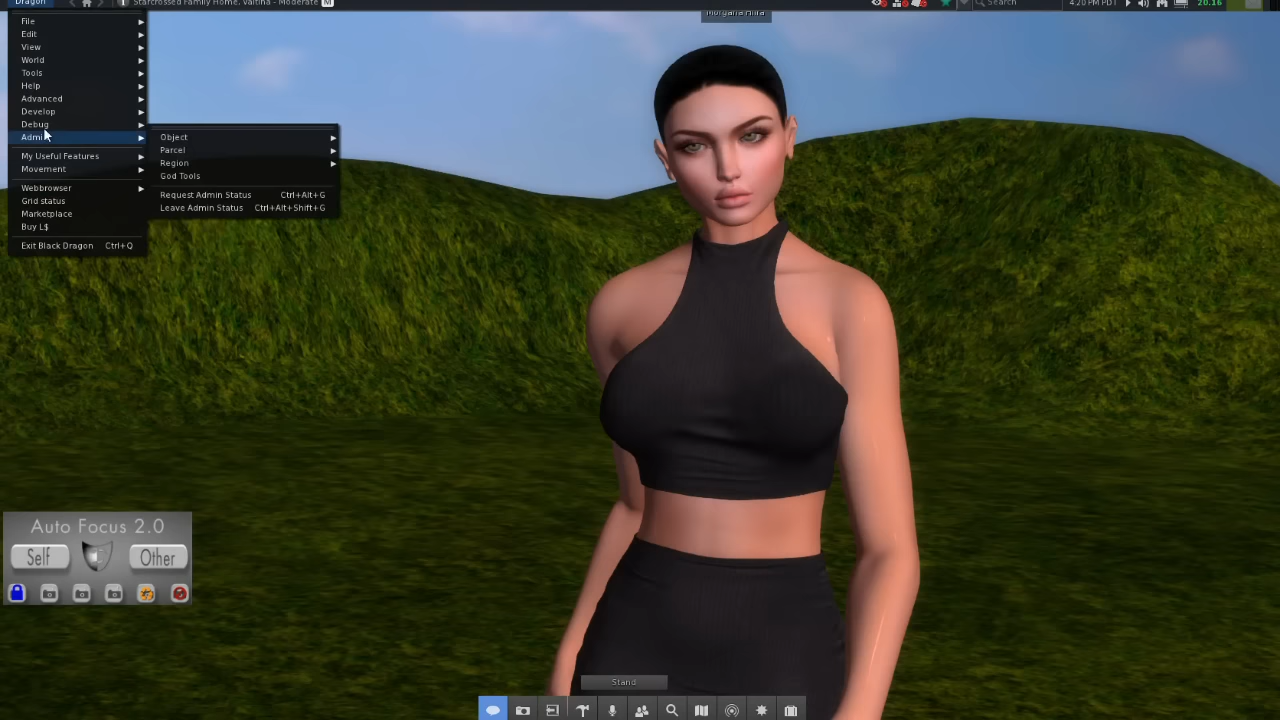 Dragon
Starcrossed Family Home, Valtina - Moderate M
Search
4:20 PM PDT
20.16
File
Edit
View
World
Tools
Help
Advanced
Develop
Debug
Admin
My Useful Features
Movement
Webbrowser
Grid status
Marketplace
Buy L$
Exit Black Dragon Ctrl+Q
Object
Parcel
Region
God Tools
Request Admin Status Ctrl+Alt+G
Leave Admin Status Ctrl+Alt+Shift+G
Auto Focus 2.0
Self
Other
Stand